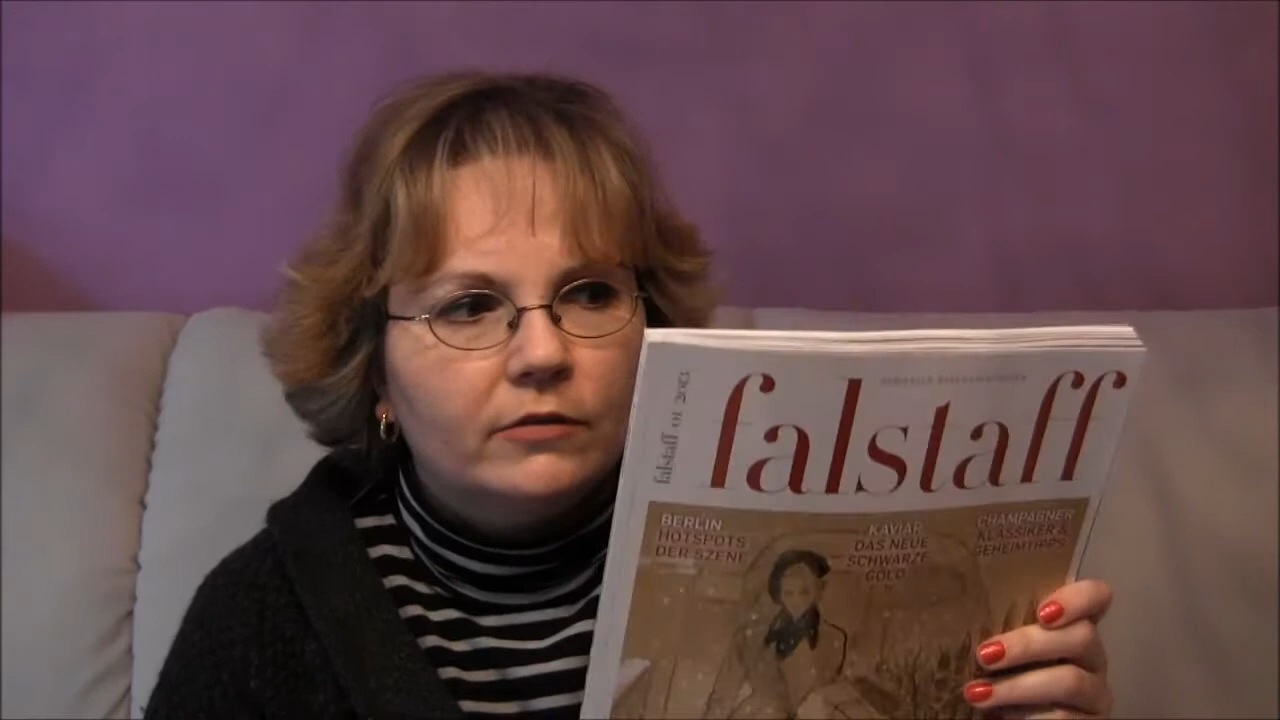 falstaff 01 2013
falstaff
BERLIN
HOTSPOTS
DER SZENE
KAVIAR
DAS NEUE
SCHWARZE
GOLD
CHAMPAGNER
KLASSIKER &
GEHEIMTIPPS